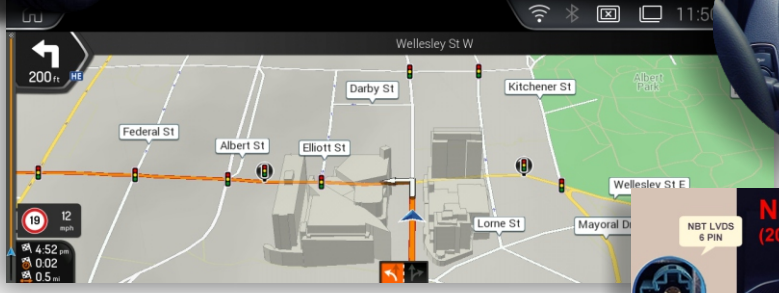 11:5
Wellesley St W
200 ft
HE
Darby St
Kitchener St
Albert
Park
Federal St
Albert St
Elliott St
Wellesley St E
19
12
mph
Lorne St
Mayoral D
4:52 pm
0:02
0.5 mi
NBT LVDS
6 PIN
N
(20